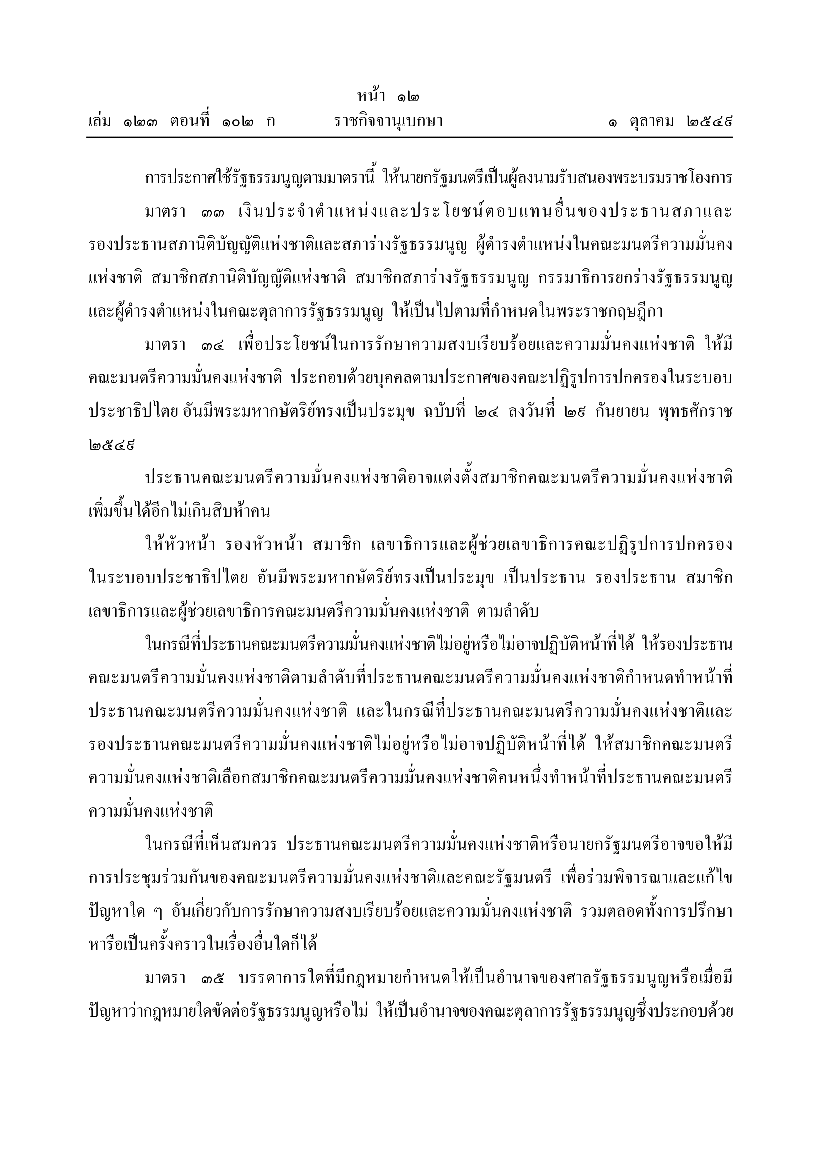 หน้า ๑๒
เล่ม ๑๒๓ ตอนที่ ๑๐๒ ก ราชกิจจานุเบกษา ๑ ตุลาคม ๒๕๔๙
การประกาศใช้รัฐธรรมนูญตามมาตรานี้ ให้นายกรัฐมนตรีเป็นผู้ลงนามรับสนองพระบรมราชโองการ
มาตรา ๓๓ เงินประจำตำแหน่งและประโยชน์ตอบแทนอื่นของประธานสภาและ
รองประธานสภานิติบัญญัติแห่งชาติและสภาร่างรัฐธรรมนูญ ผู้ดำรงตำแหน่งในคณะมนตรีความมั่นคง
แห่งชาติ สมาชิกสภานิติบัญญัติแห่งชาติ สมาชิกสภาร่างรัฐธรรมนูญ กรรมาธิการยกร่างรัฐธรรมนูญ
และผู้ดำรงตำแหน่งในคณะตุลาการรัฐธรรมนูญ ให้เป็นไปตามที่กำหนดในพระราชกฤษฎีกา
มาตรา ๓๔ เพื่อประโยชน์ในการรักษาความสงบเรียบร้อยและความมั่นคงแห่งชาติ ให้มี
คณะมนตรีความมั่นคงแห่งชาติ ประกอบด้วยบุคคลตามประกาศของคณะปฏิรูปการปกครองในระบอบ
ประชาธิปไตย อันมีพระมหากษัตริย์ทรงเป็นประมุข ฉบับที่ ๒๔ ลงวันที่ ๒๙ กันยายน พุทธศักราช
๒๕๔๙
ประธานคณะมนตรีความมั่นคงแห่งชาติอาจแต่งตั้งสมาชิกคณะมนตรีความมั่นคงแห่งชาติ
เพิ่มขึ้นได้อีกไม่เกินสิบห้าคน
ให้หัวหน้า รองหัวหน้า สมาชิก เลขาธิการและผู้ช่วยเลขาธิการคณะปฏิรูปการปกครอง
ในระบอบประชาธิปไตย อันมีพระมหากษัตริย์ทรงเป็นประมุข เป็นประธาน รองประธาน สมาชิก
เลขาธิการและผู้ช่วยเลขาธิการคณะมนตรีความมั่นคงแห่งชาติ ตามลำดับ
ในกรณีที่ประธานคณะมนตรีความมั่นคงแห่งชาติไม่อยู่หรือไม่อาจปฏิบัติหน้าที่ได้ ให้รองประธาน
คณะมนตรีความมั่นคงแห่งชาติตามลำดับที่ประธานคณะมนตรีความมั่นคงแห่งชาติกำหนดทำหน้าที่
ประธานคณะมนตรีความมั่นคงแห่งชาติ และในกรณีที่ประธานคณะมนตรีความมั่นคงแห่งชาติและ
รองประธานคณะมนตรีความมั่นคงแห่งชาติไม่อยู่หรือไม่อาจปฏิบัติหน้าที่ได้ ให้สมาชิกคณะมนตรี
ความมั่นคงแห่งชาติเลือกสมาชิกคณะมนตรีความมั่นคงแห่งชาติคนหนึ่งทำหน้าที่ประธานคณะมนตรี
ความมั่นคงแห่งชาติ
ในกรณีที่เห็นสมควร ประธานคณะมนตรีความมั่นคงแห่งชาติหรือนายกรัฐมนตรีอาจขอให้มี
การประชุมร่วมกันของคณะมนตรีความมั่นคงแห่งชาติและคณะรัฐมนตรี เพื่อร่วมพิจารณาและแก้ไข
ปัญหาใด ๆ อันเกี่ยวกับการรักษาความสงบเรียบร้อยและความมั่นคงแห่งชาติ รวมตลอดทั้งการปรึกษา
หารือเป็นครั้งคราวในเรื่องอื่นใดก็ได้
มาตรา ๓๕ บรรดาการใดที่มีกฎหมายกำหนดให้เป็นอำนาจของศาลรัฐธรรมนูญหรือเมื่อมี
ปัญหาว่ากฎหมายใดขัดต่อรัฐธรรมนูญหรือไม่ ให้เป็นอำนาจของคณะตุลาการรัฐธรรมนูญซึ่งประกอบด้วย